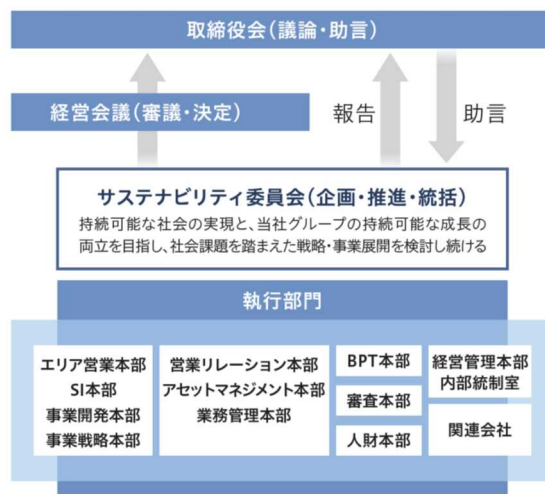 取締役会（議論・助言）
経営会議（審議・決定）
報告
助言
サステナビリティ委員会（企画・推進・統括）
持続可能な社会の実現と、当社グループの持続可能な成長の
両立を目指し、社会課題を踏まえた戦略・事業展開を検討し続ける
執行部門
エリア営業本部
SI本部
事業開発本部
事業戦略本部
営業リレーション本部
アセットマネジメント本部
業務管理本部
BPT本部
審査本部
人財本部
経営管理本部
内部統制室
関連会社